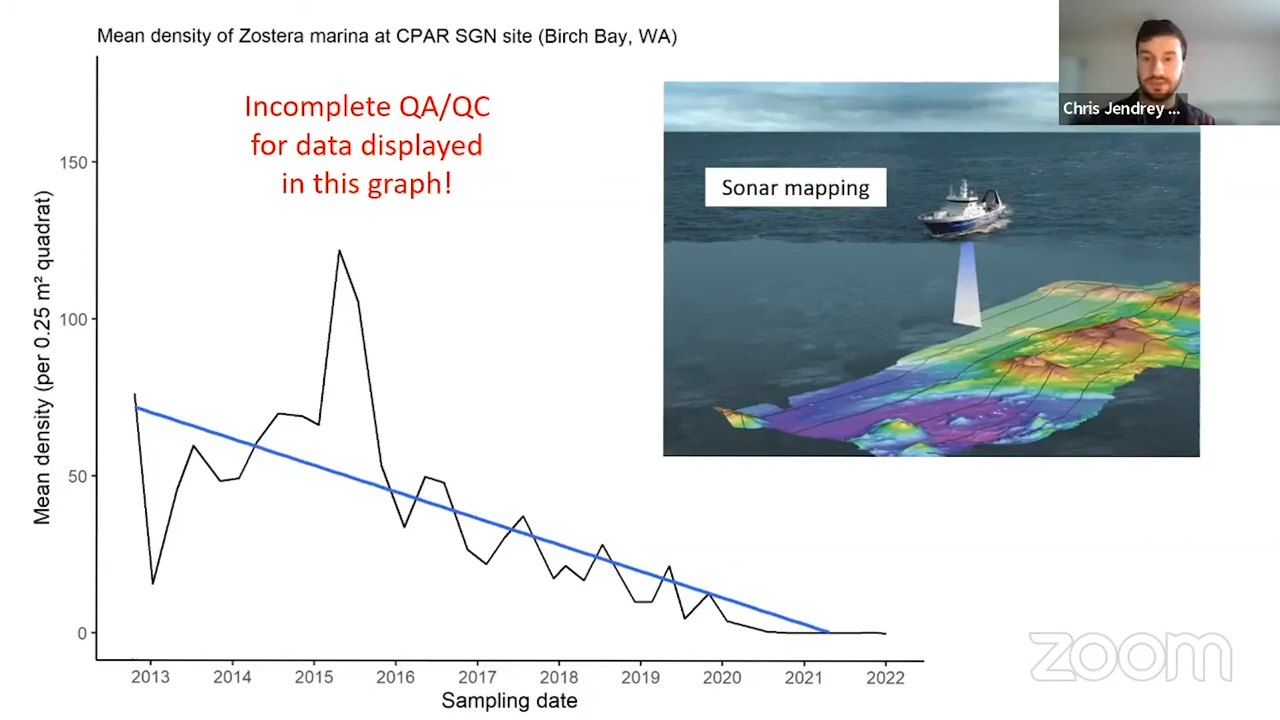 Mean density of Zostera marina at CPAR SGN site (Birch Bay, WA)
Chris Jendrey ...
Incomplete QA/QC
for data displayed
in this graph!
Sonar mapping
Mean density (per 0.25 m² quadrat)
150
100
50
0
2013 2014 2015 2016 2017 2018 2019 2020 2021 2022
Sampling date
zoom